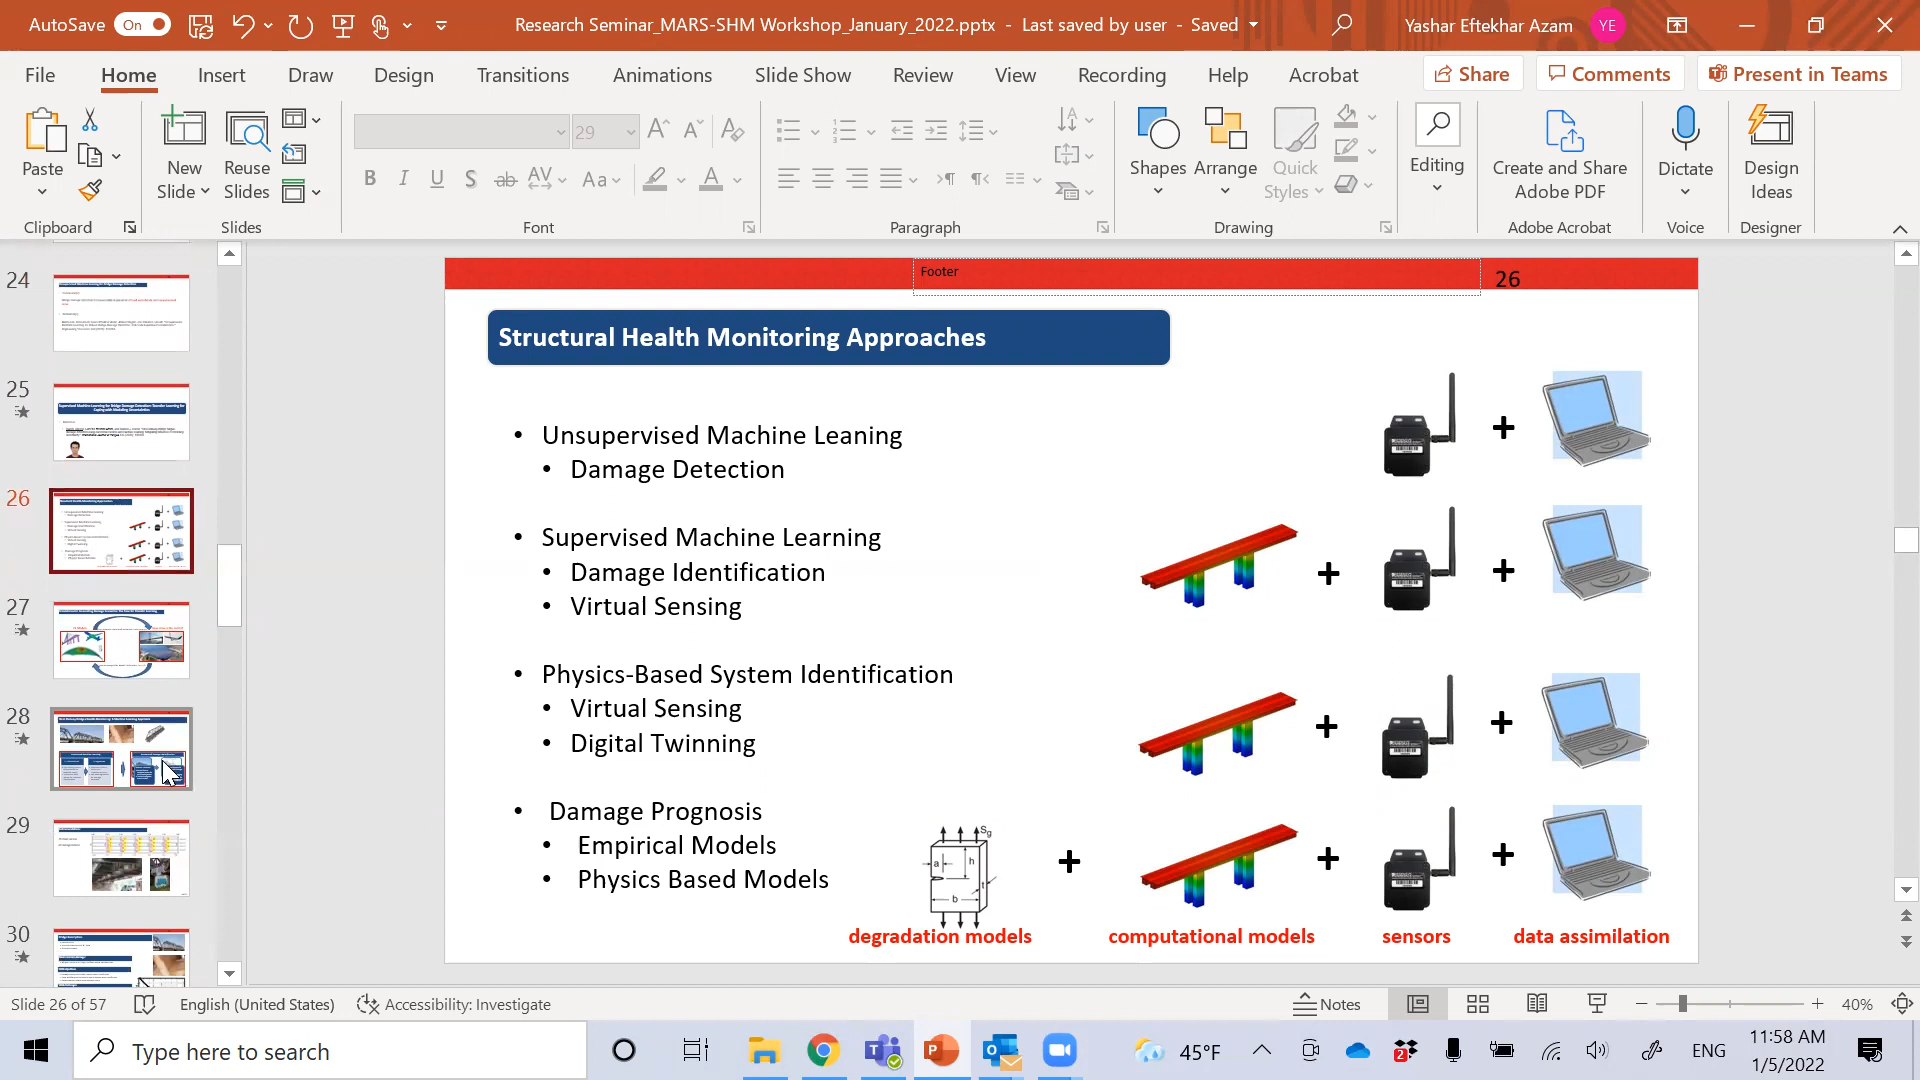 AutoSave On Research Seminar_MARS-SHM Workshop_January_2022.pptx - Last saved by user - Saved Yashar Eftekhar Azam YE
File Home Insert Draw Design Transitions Animations Slide Show Review View Recording Help Acrobat Share Comments Present in Teams
29
Paste New Slide Reuse Slides
B I U S ab AV Aa A
Shapes Arrange Quick Styles Editing Create and Share Adobe PDF Dictate Design Ideas
Clipboard Slides Font Paragraph Drawing Adobe Acrobat Voice Designer
24
25
26
27
28
29
30
Footer
26
Structural Health Monitoring Approaches
• Unsupervised Machine Leaning
• Damage Detection
• Supervised Machine Learning
• Damage Identification
• Virtual Sensing
• Physics-Based System Identification
• Virtual Sensing
• Digital Twinning
• Damage Prognosis
• Empirical Models
• Physics Based Models
Sg
a h
t
b
degradation models computational models sensors data assimilation
Slide 26 of 57 English (United States) Accessibility: Investigate Notes 40%
Type here to search 2 45°F ENG 11:58 AM
1/5/2022